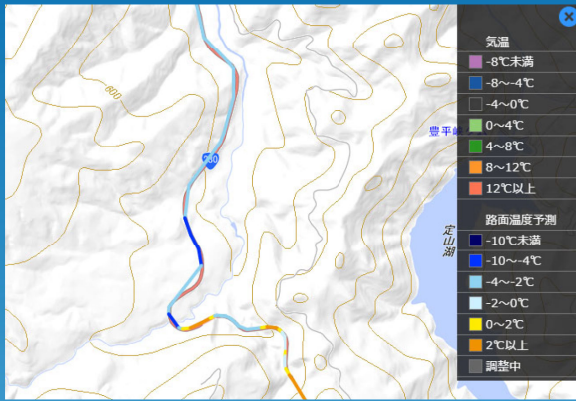 800
230
豊平峡
定山湖
気温
-8℃未満
-8～-4℃
-4～0℃
0～4℃
4～8℃
8～12℃
12℃以上
路面温度予測
-10℃未満
-10～-4℃
-4～-2℃
-2～0℃
0～2℃
2℃以上
調整中